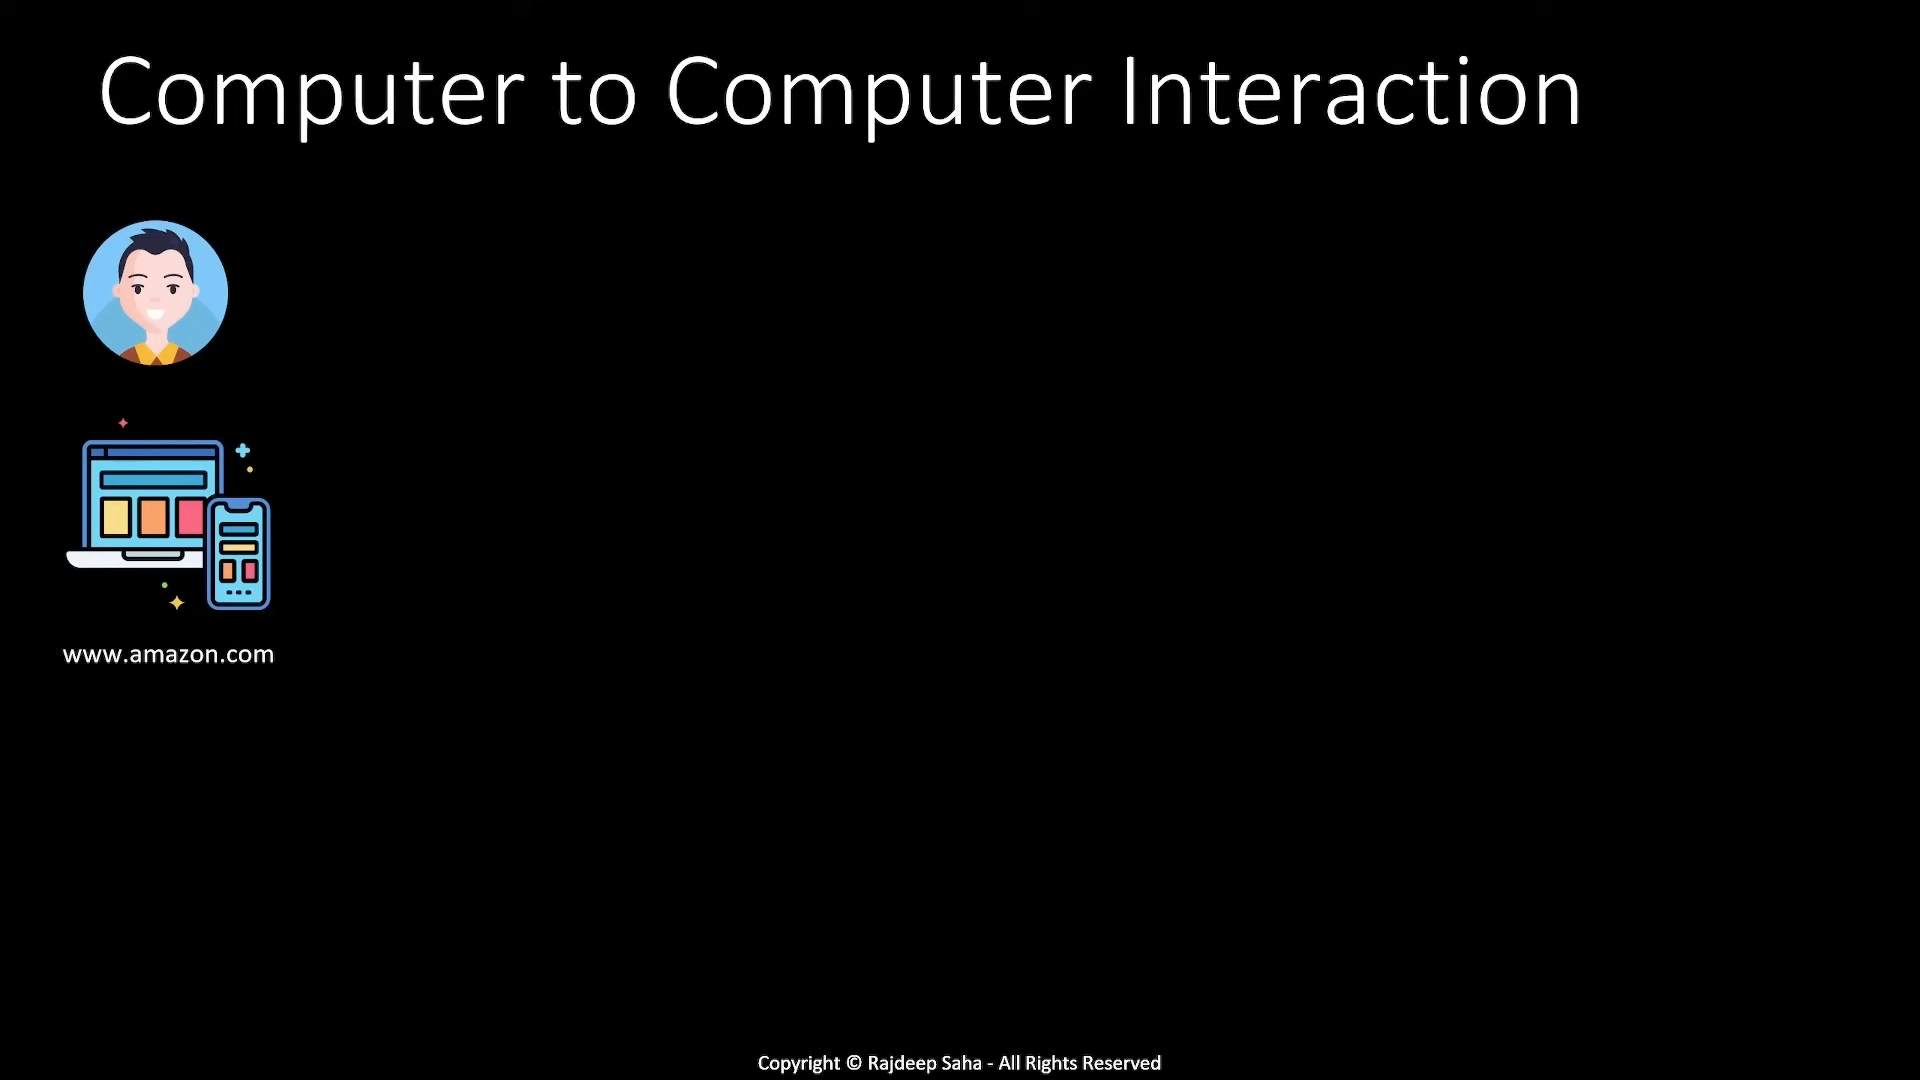 Computer to Computer Interaction
www.amazon.com
Copyright © Rajdeep Saha - All Rights Reserved